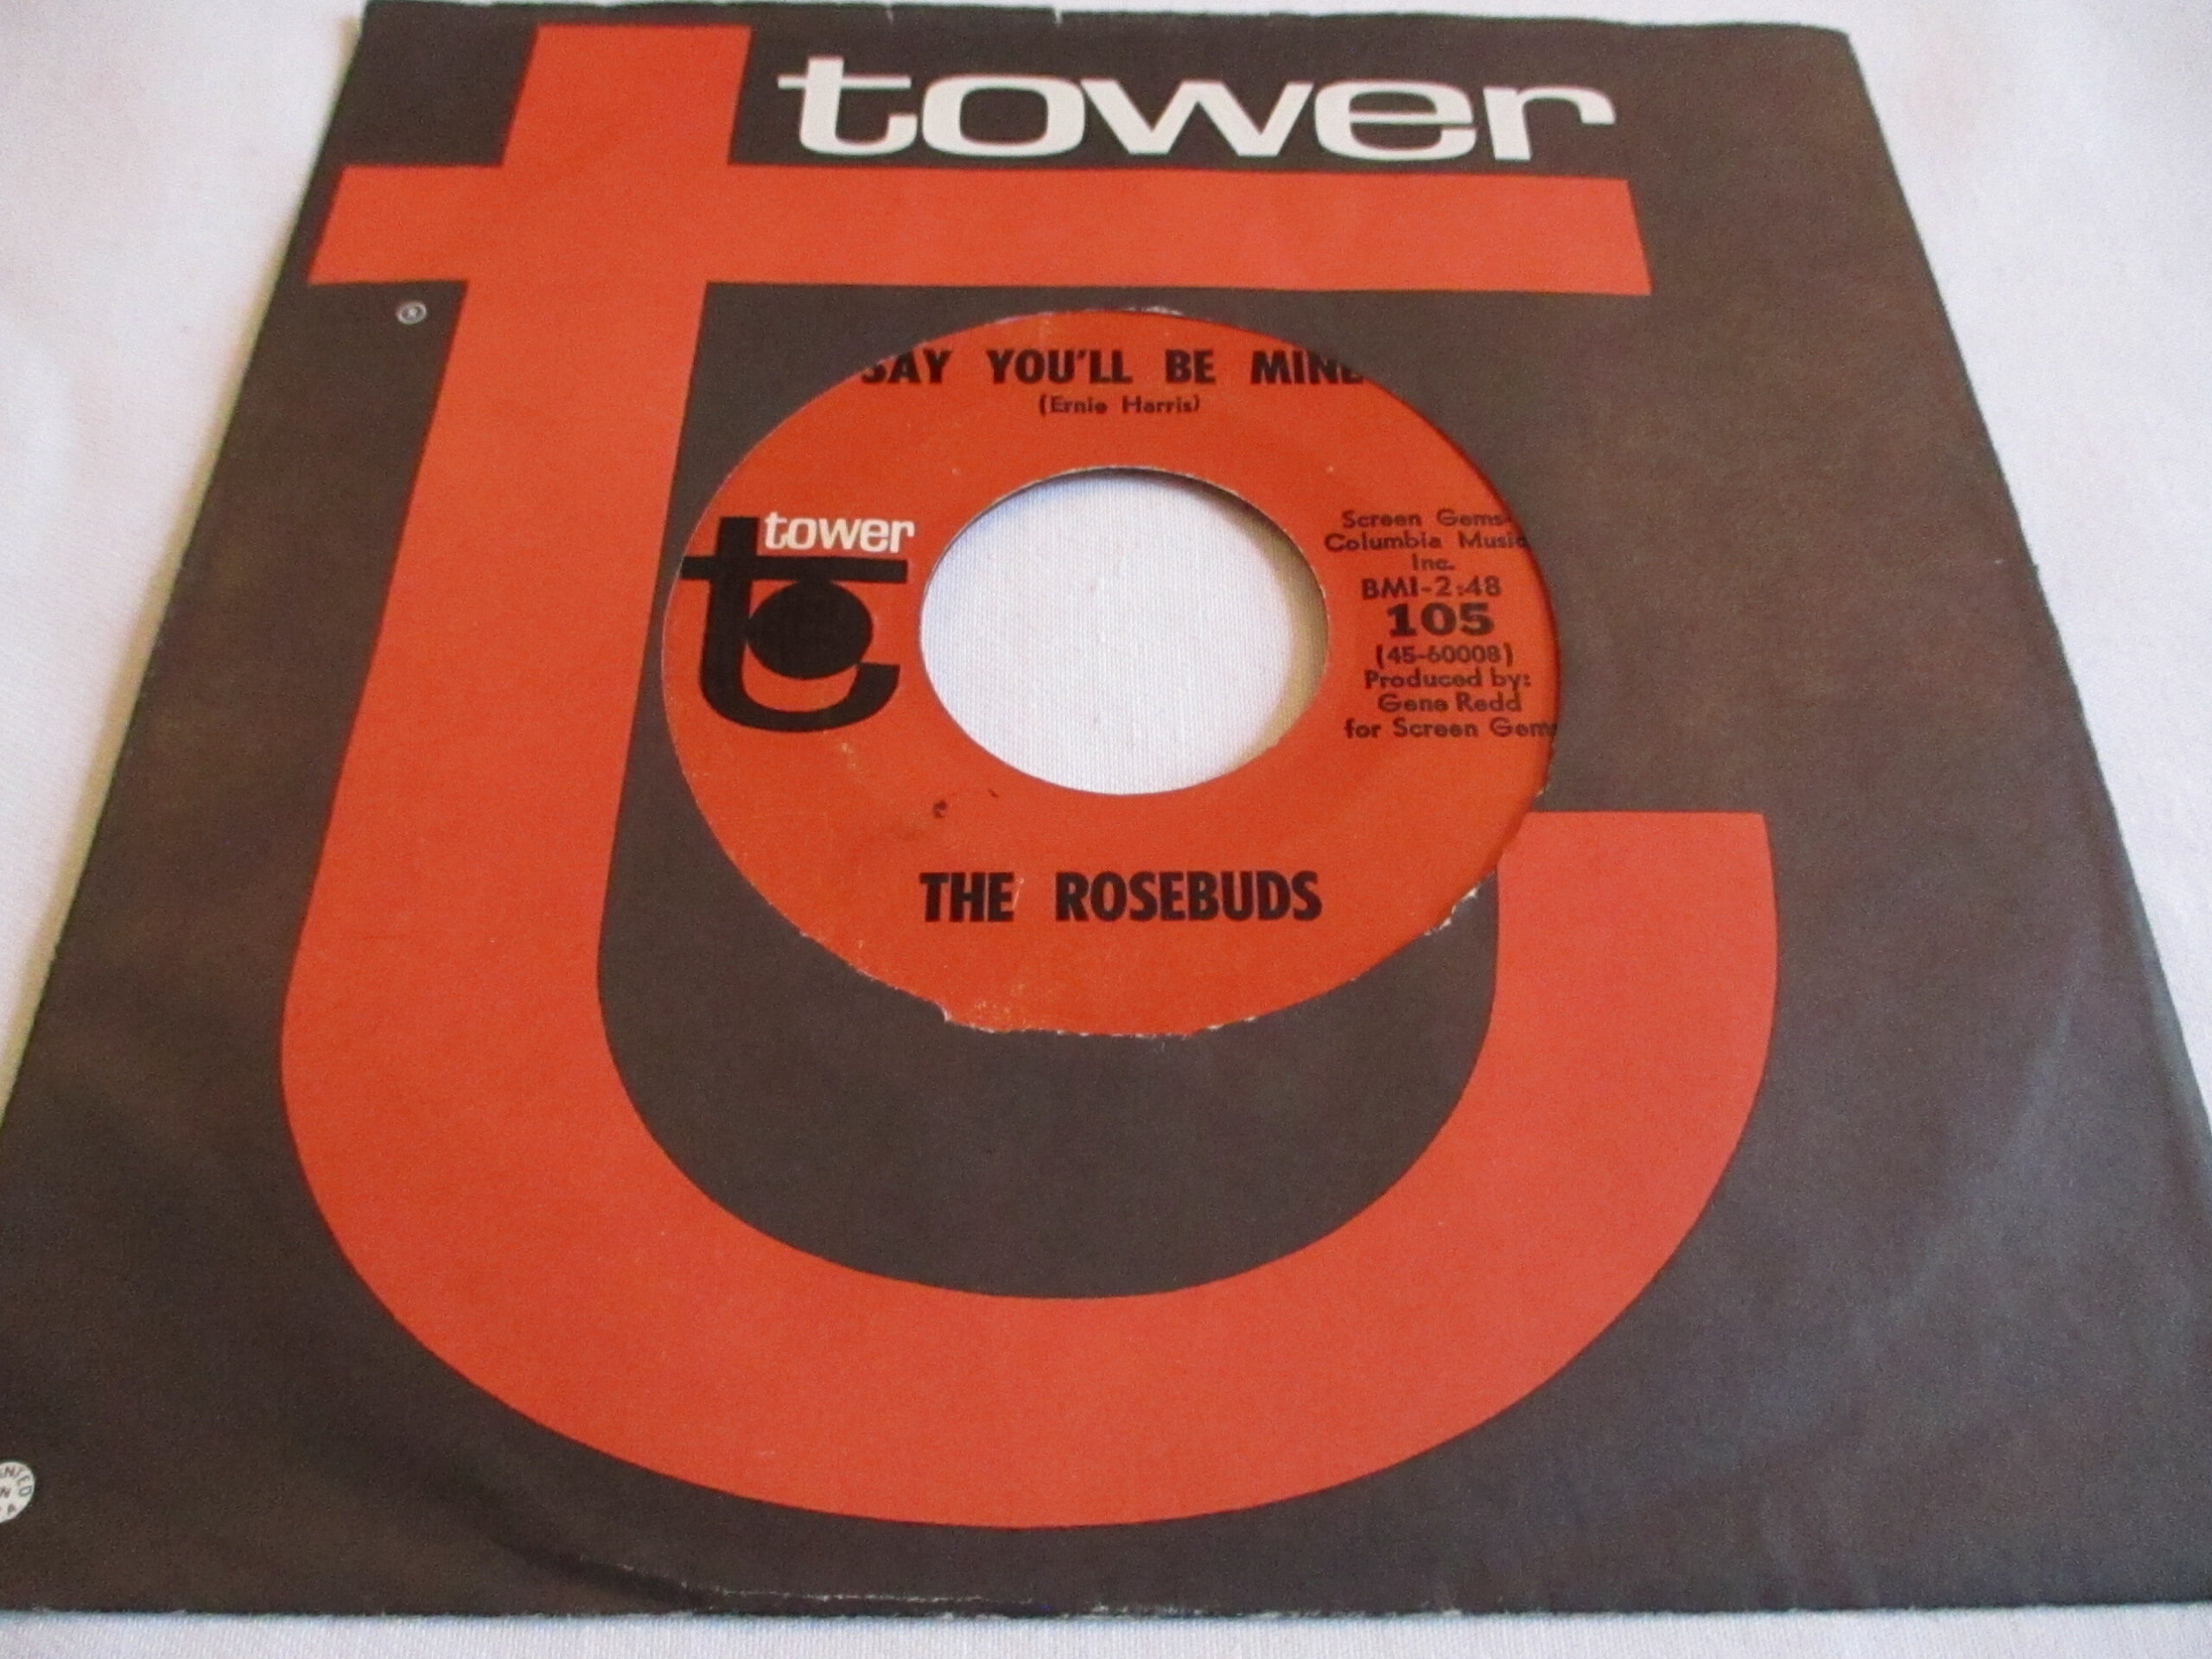 tower
®
SAY YOU'LL BE MINE
(Ernie Harris)
tower
Screen Gems-
Columbia Music
Inc.
BMI-2:48
105
(45-60008)
Produced by:
Gene Redd
for Screen Gem
THE ROSEBUDS